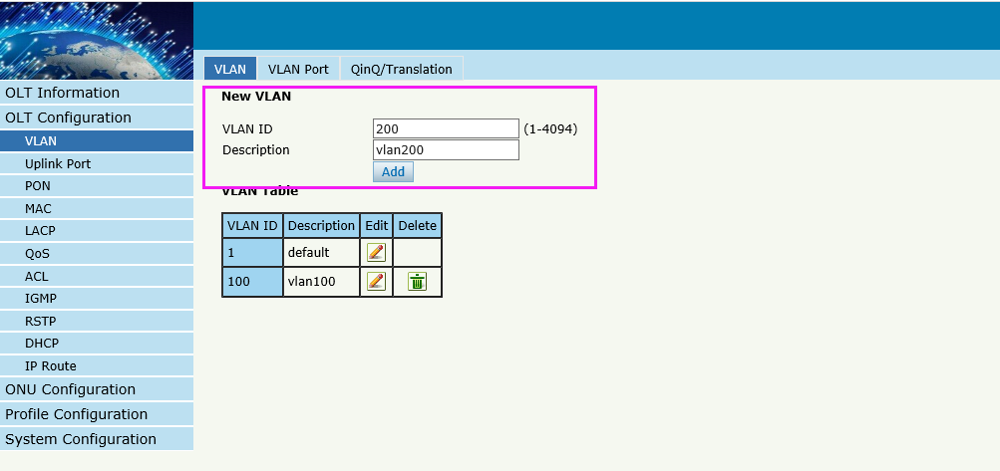 VLAN VLAN Port QinQ/Translation
OLT Information
OLT Configuration
VLAN
Uplink Port
PON
MAC
LACP
QoS
ACL
IGMP
RSTP
DHCP
IP Route
ONU Configuration
Profile Configuration
System Configuration
New VLAN
VLAN ID 200 (1-4094)
Description vlan200
Add
VLAN Table
VLAN ID Description Edit Delete
1 default
100 vlan100